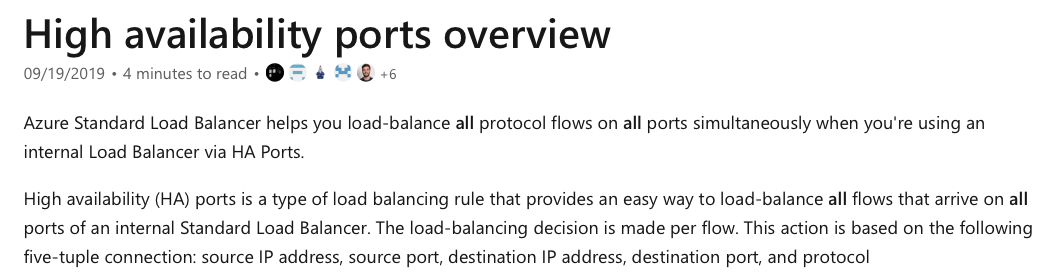 High availability ports overview
09/19/2019 • 4 minutes to read • +6
Azure Standard Load Balancer helps you load-balance all protocol flows on all ports simultaneously when you're using an
internal Load Balancer via HA Ports.
High availability (HA) ports is a type of load balancing rule that provides an easy way to load-balance all flows that arrive on all
ports of an internal Standard Load Balancer. The load-balancing decision is made per flow. This action is based on the following
five-tuple connection: source IP address, source port, destination IP address, destination port, and protocol